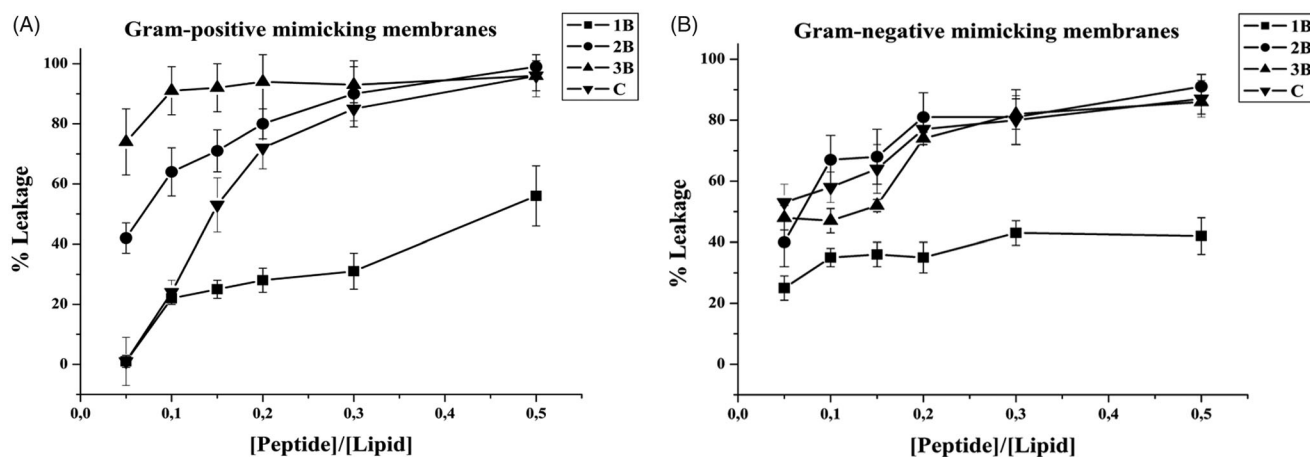 (A)
Gram-positive mimicking membranes
1B
2B
3B
C
100
80
60
40
20
0
% Leakage
0,0
0,1
0,2
0,3
0,4
0,5
[Peptide]/[Lipid]
(B)
Gram-negative mimicking membranes
1B
2B
3B
C
100
80
60
40
20
0
% Leakage
0,0
0,1
0,2
0,3
0,4
0,5
[Peptide]/[Lipid]